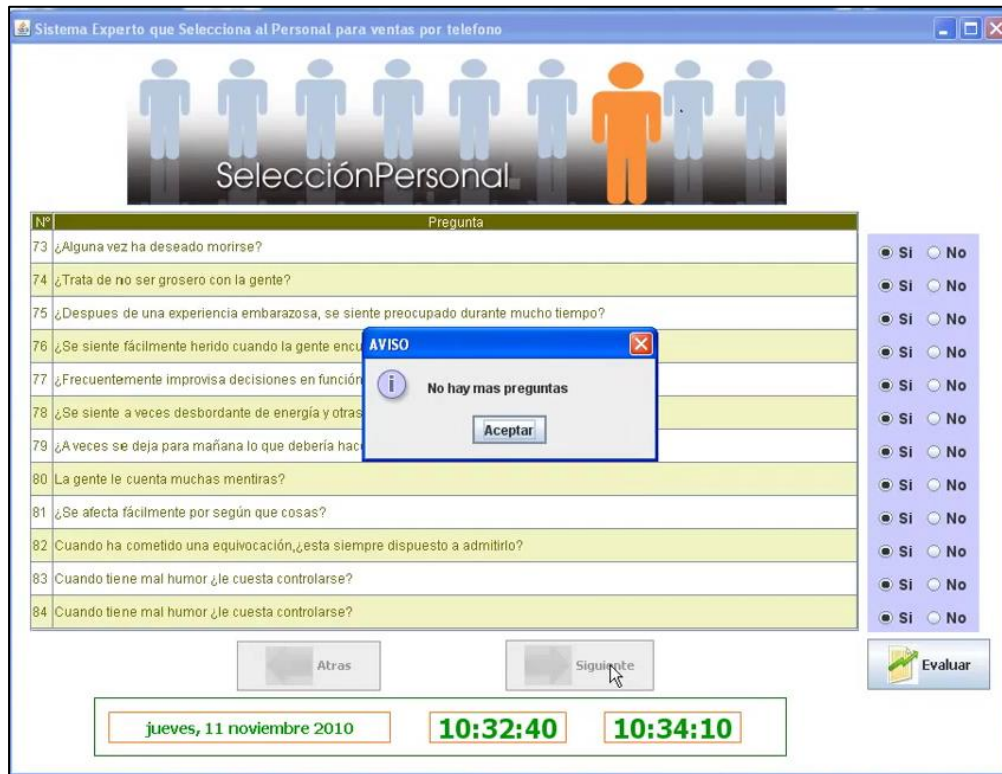 Sistema Experto que Selecciona al Personal para ventas por telefono
SelecciónPersonal
Nº Pregunta
73 ¿Alguna vez ha deseado morirse? Si No
74 ¿Trata de no ser grosero con la gente? Si No
75 ¿Despues de una experiencia embarazosa, se siente preocupado durante mucho tiempo? Si No
76 ¿Se siente fácilmente herido cuando la gente Si No
77 ¿Frecuentemente improvisa decisiones en función Si No
78 ¿Se siente a veces desbordante de energía y otras Si No
79 ¿A veces se deja para mañana lo que debería Si No
80 La gente le cuenta muchas mentiras? Si No
81 ¿Se afecta fácilmente por según que cosas? Si No
82 Cuando ha cometido una equivocación,¿esta siempre dispuesto a admitirlo? Si No
83 Cuando tiene mal humor ¿le cuesta controlarse? Si No
84 Cuando tiene mal humor ¿le cuesta controlarse? Si No
AVISO
No hay mas preguntas
Aceptar
Atras Siguiente Evaluar
jueves, 11 noviembre 2010 10:32:40 10:34:10